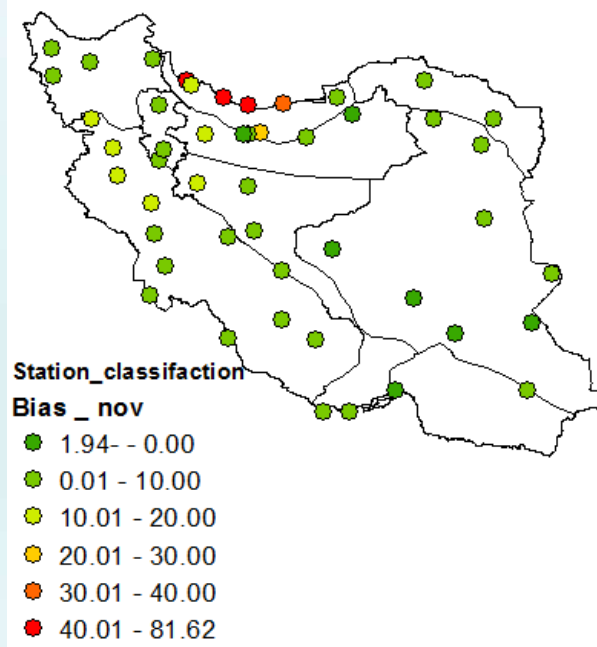 Station_classifaction
Bias _ nov
1.94- - 0.00
0.01 - 10.00
10.01 - 20.00
20.01 - 30.00
30.01 - 40.00
40.01 - 81.62